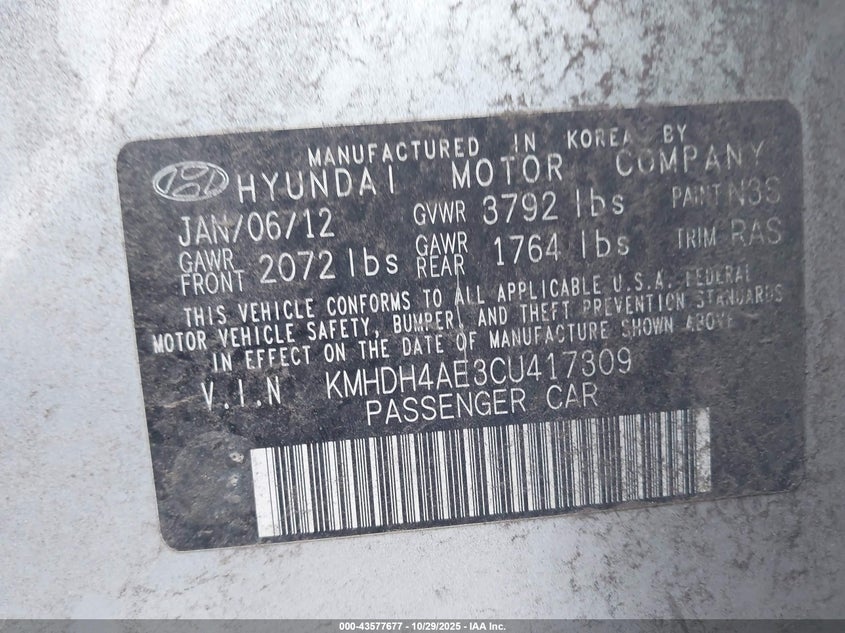 MANUFACTURED IN KOREA BY
HYUNDAI MOTOR COMPANY
JAN/06/12 GVWR 3792 lbs PAINT N3S
GAWR FRONT 2072 lbs GAWR REAR 1764 lbs TRIM RAS
THIS VEHICLE CONFORMS TO ALL APPLICABLE U.S.A. FEDERAL
MOTOR VEHICLE SAFETY, BUMPER, AND THEFT PREVENTION STANDARDS
IN EFFECT ON THE DATE OF MANUFACTURE SHOWN ABOVE
V.I.N KMHDH4AE3CU417309
PASSENGER CAR
000-43577677 - 10/29/2025 - IAA Inc.